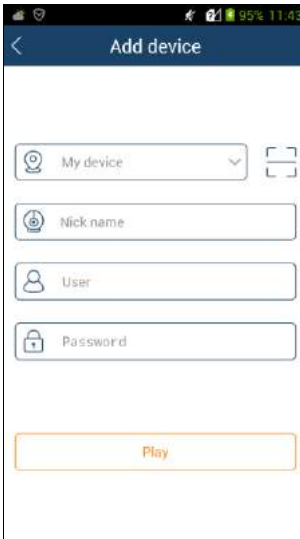 95% 11:43
Add device
My device
Nick name
User
Password
Play